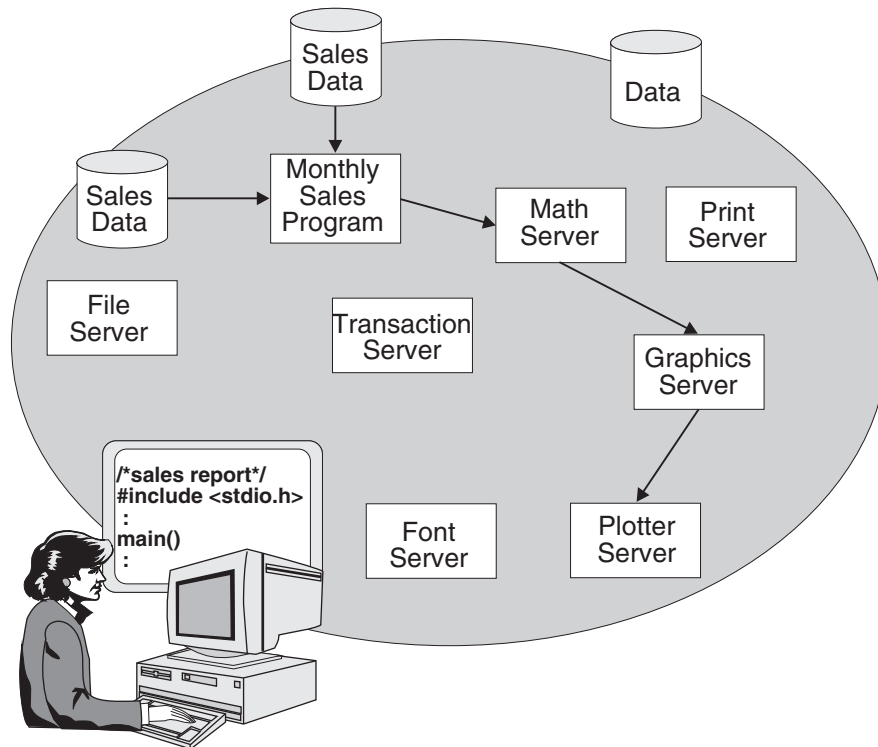 Sales
Data
Data
Sales
Data
Monthly
Sales
Program
Math
Server
Print
Server
File
Server
Transaction
Server
Graphics
Server
/*sales report*/
#include <stdio.h>
:
main()
:
Font
Server
Plotter
Server